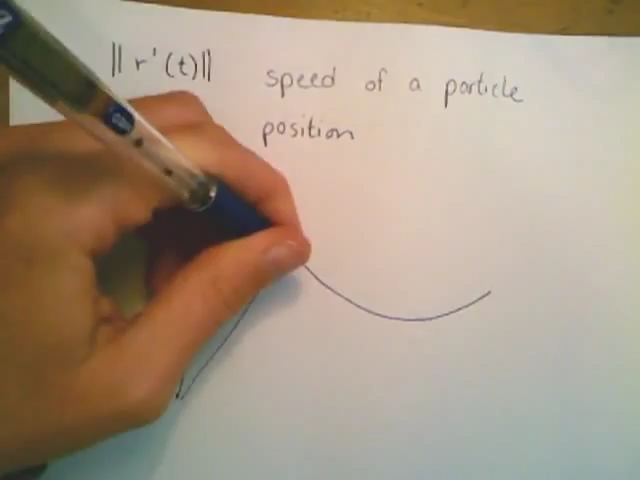 || r'(t)|| speed of a particle
position